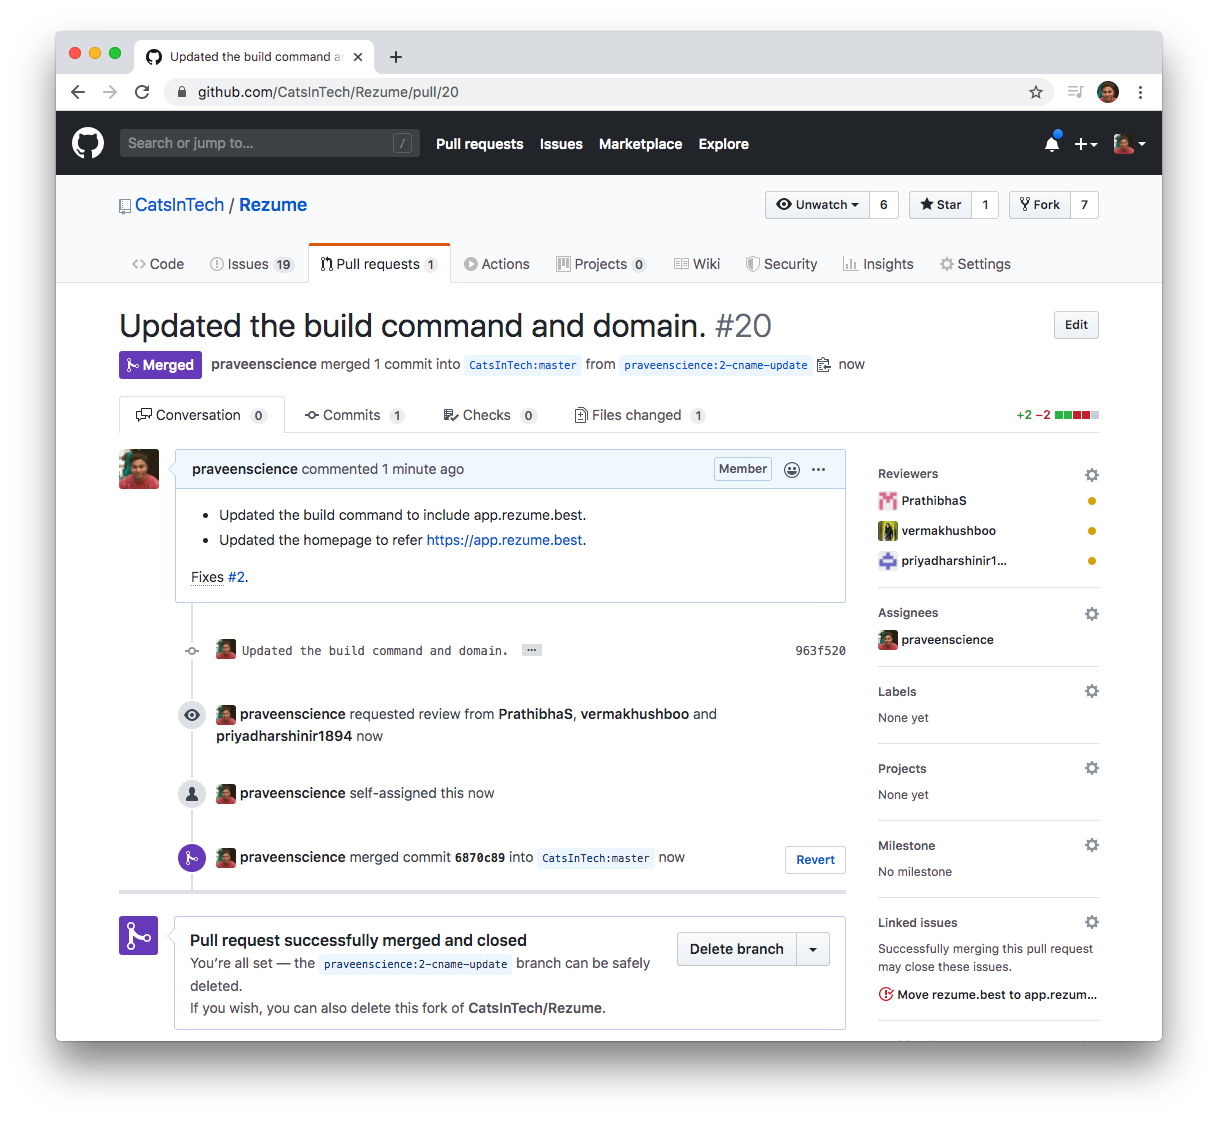 Updated the build command a
github.com/CatsInTech/Rezume/pull/20
Search or jump to...
/
Pull requests Issues Marketplace Explore
CatsInTech / Rezume
Unwatch 6 Star 1 Fork 7
Code Issues 19 Pull requests 1 Actions Projects 0 Wiki Security Insights Settings
Updated the build command and domain. #20
Edit
Merged praveenscience merged 1 commit into CatsInTech:master from praveenscience:2-cname-update now
Conversation 0 Commits 1 Checks 0 Files changed 1 +2 −2
praveenscience commented 1 minute ago Member
• Updated the build command to include app.rezume.best.
• Updated the homepage to refer https://app.rezume.best.
Fixes #2.
Updated the build command and domain. ... 963f520
praveenscience requested review from PrathibhaS, vermakhushboo and
priyadharshinir1894 now
praveenscience self-assigned this now
praveenscience merged commit 6870c89 into CatsInTech:master now Revert
Pull request successfully merged and closed
You’re all set — the praveenscience:2-cname-update branch can be safely
deleted.
If you wish, you can also delete this fork of CatsInTech/Rezume.
Delete branch
Reviewers
PrathibhaS
vermakhushboo
priyadharshinir1...
Assignees
praveenscience
Labels
None yet
Projects
None yet
Milestone
No milestone
Linked issues
Successfully merging this pull request
may close these issues.
Move rezume.best to app.rezum...